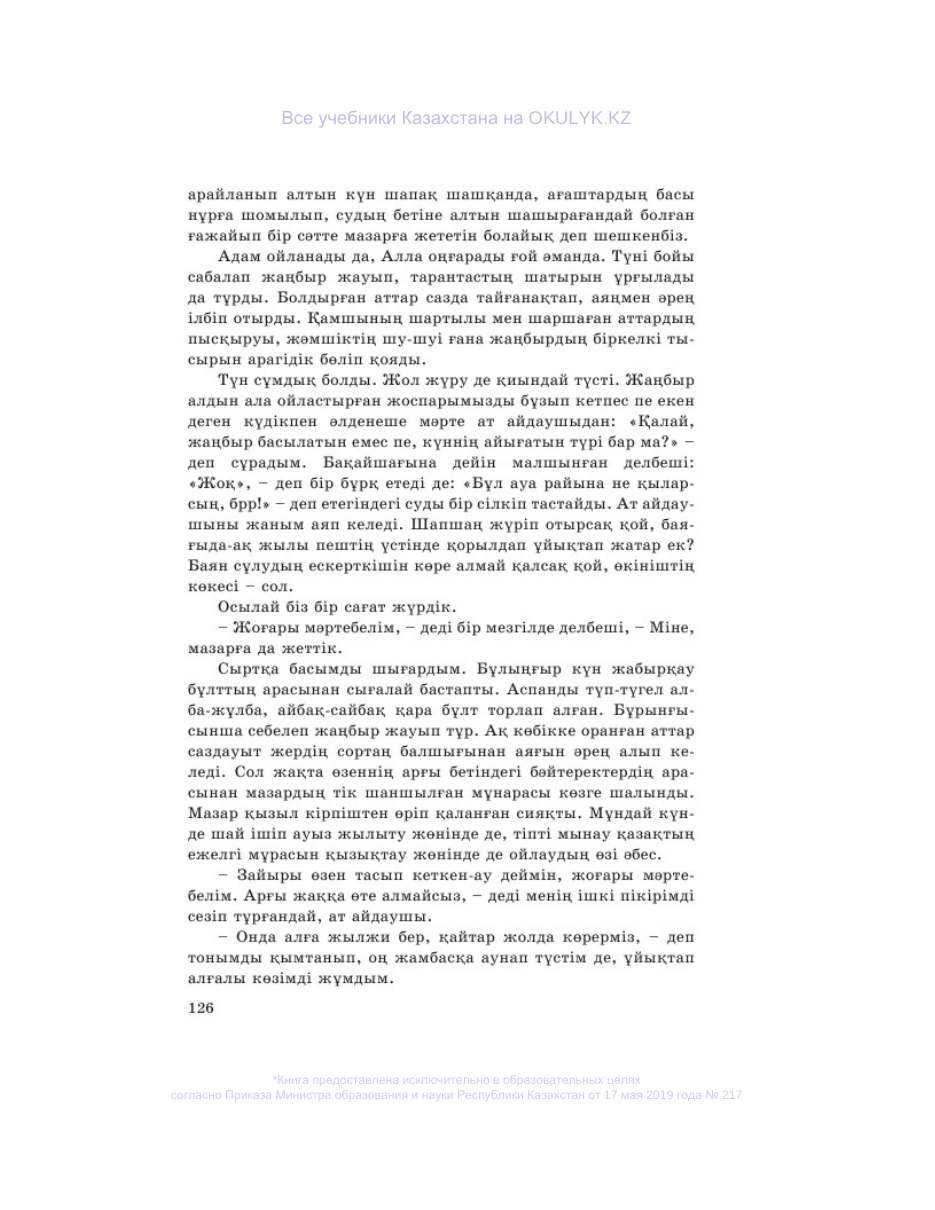 Все учебники Казахстана на OKULYK.KZ
арайланып алтын күн шапақ шашқанда, ағаштардың басы
нұрға шомылып, судың бетіне алтын шашырағандай болған
ғажайып бір сәтте мазарға жететін болайық деп шешкенбіз.
Адам ойланады да, Алла оңғарады ғой әманда. Түні бойы
сабалап жаңбыр жауып, тарантастың шатырын ұрғылады
да тұрды. Болдырған аттар сазда тайғанақтап, аяңмен әрең
ілбіп отырды. Қамшының шартылы мен шаршаған аттардың
пысқыруы, жәмшіктің шу-шуі ғана жаңбырдың біркелкі ты-
сырын арагідік бөліп қояды.
Түн сұмдық болды. Жол жүру де қиындай түсті. Жаңбыр
алдын ала ойластырған жоспарымызды бұзып кетпес пе екен
деген күдікпен әлденеше мәрте ат айдаушыдан: «Қалай,
жаңбыр басылатын емес пе, күннің айығатын түрі бар ма?» –
деп сұрадым. Бақайшағына дейін малшынған делбеші:
«Жоқ», – деп бір бұрқ етеді де: «Бұл ауа райына не қылар-
сың, брр!» – деп етегіндегі суды бір сілкіп тастайды. Ат айдау-
шыны жаным аяп келеді. Шапшаң жүріп отырсақ қой, бая-
ғыда-ақ жылы пештің үстінде қорылдап ұйықтап жатар ек?
Баян сұлудың ескерткішін көре алмай қалсақ қой, өкініштің
көкесі – сол.
Осылай біз бір сағат жүрдік.
– Жоғары мәртебелім, – деді бір мезгілде делбеші, – Міне,
мазарға да жеттік.
Сыртқа басымды шығардым. Бұлыңғыр күн жабырқау
бұлттың арасынан сығалай бастапты. Аспанды түп-түгел ал-
ба-жұлба, айбақ-сайбақ қара бұлт торлап алған. Бұрынғы-
сынша себелеп жаңбыр жауып тұр. Ақ көбікке оранған аттар
саздауыт жердің сортаң балшығынан аяғын әрең алып ке-
леді. Сол жақта өзеннің арғы бетіндегі бәйтеректердің ара-
сынан мазардың тік шаншылған мұнарасы көзге шалынды.
Мазар қызыл кірпіштен өріп қаланған сияқты. Мұндай күн-
де шай ішіп ауыз жылыту жөнінде де, тіпті мынау қазақтың
ежелгі мұрасын қызықтау жөнінде де ойлаудың өзі әбес.
– Зайыры өзен тасып кеткен-ау деймін, жоғары мәрте-
белім. Арғы жаққа өте алмайсыз, – деді менің ішкі пікірімді
сезіп тұрғандай, ат айдаушы.
– Онда алға жылжи бер, қайтар жолда көрерміз, – деп
тонымды қымтанып, оң жамбасқа аунап түстім де, ұйықтап
алғалы көзімді жұмдым.
126
*Книга предоставлена исключительно в образовательных целях
согласно Приказа Министра образования и науки Республики Казахстан от 17 мая 2019 года № 217